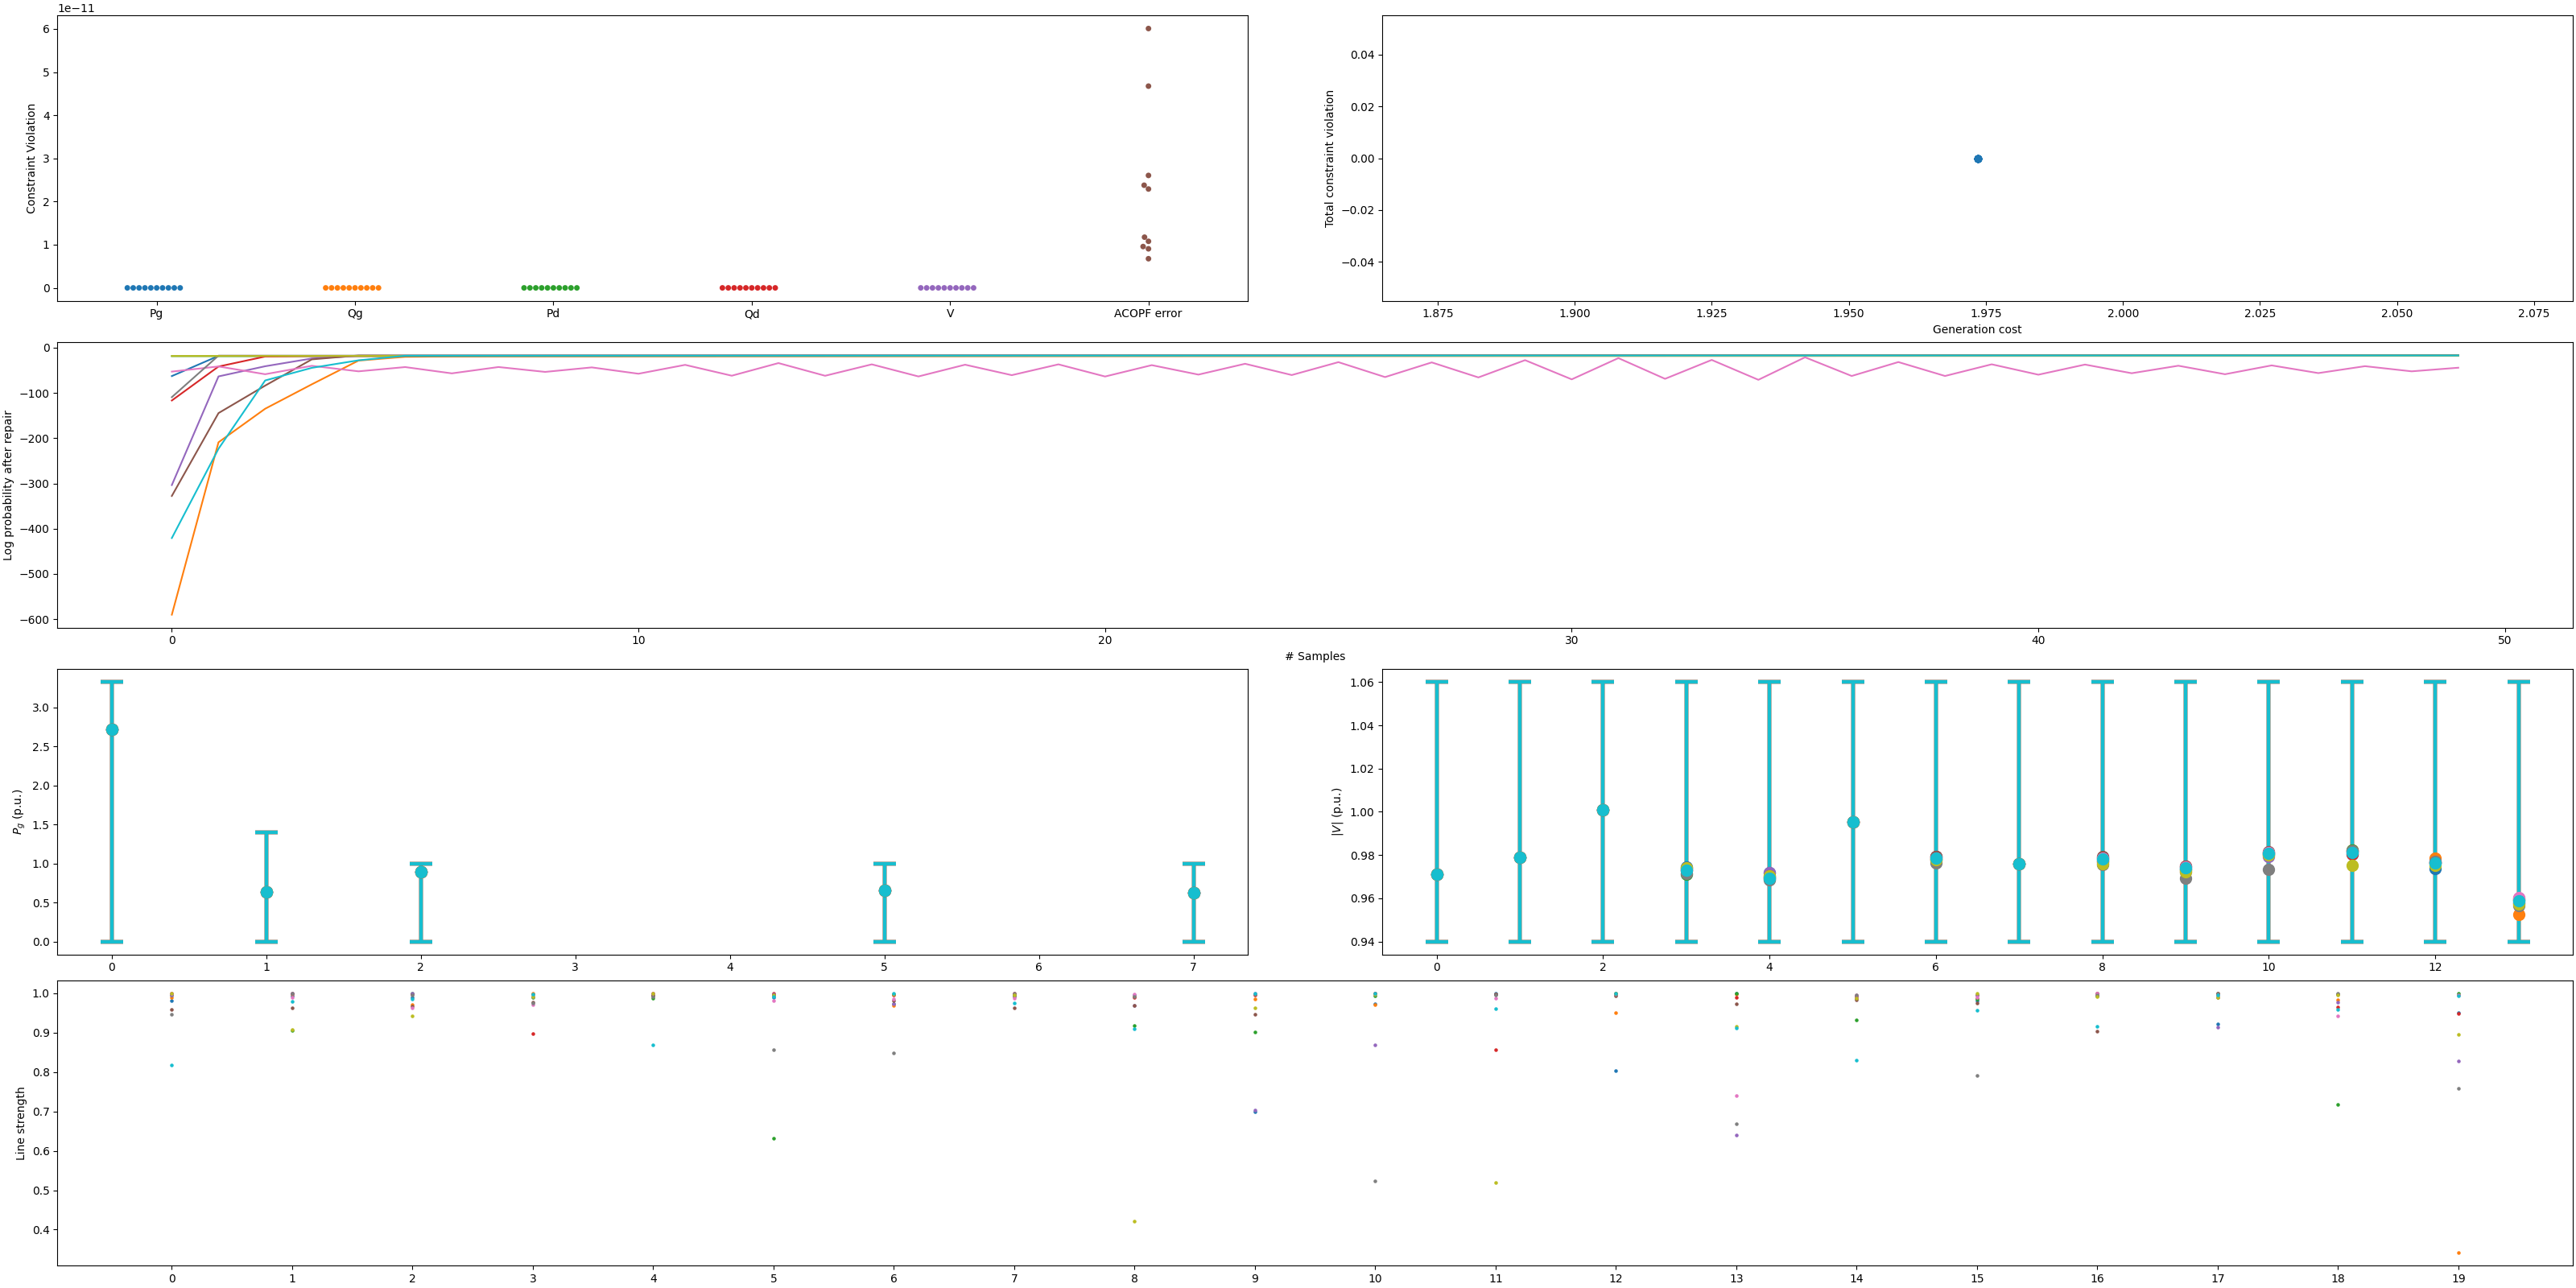 1e−11
6
5
4
3
2
1
0
Constraint Violation
Pg Qg Pd Qd V ACOPF error
0.04
0.02
0.00
−0.02
−0.04
Total constraint violation
1.875 1.900 1.925 1.950 1.975 2.000 2.025 2.050 2.075
Generation cost
0
−100
−200
−300
−400
−500
−600
Log probability after repair
0 10 20 30 40 50
# Samples
3.0
2.5
2.0
1.5
1.0
0.5
0.0
Pg (p.u.)
0 1 2 3 4 5 6 7
1.06
1.04
1.02
1.00
0.98
0.96
0.94
|V| (p.u.)
0 2 4 6 8 10 12
1.0
0.9
0.8
0.7
0.6
0.5
0.4
Line strength
0 1 2 3 4 5 6 7 8 9 10 11 12 13 14 15 16 17 18 19